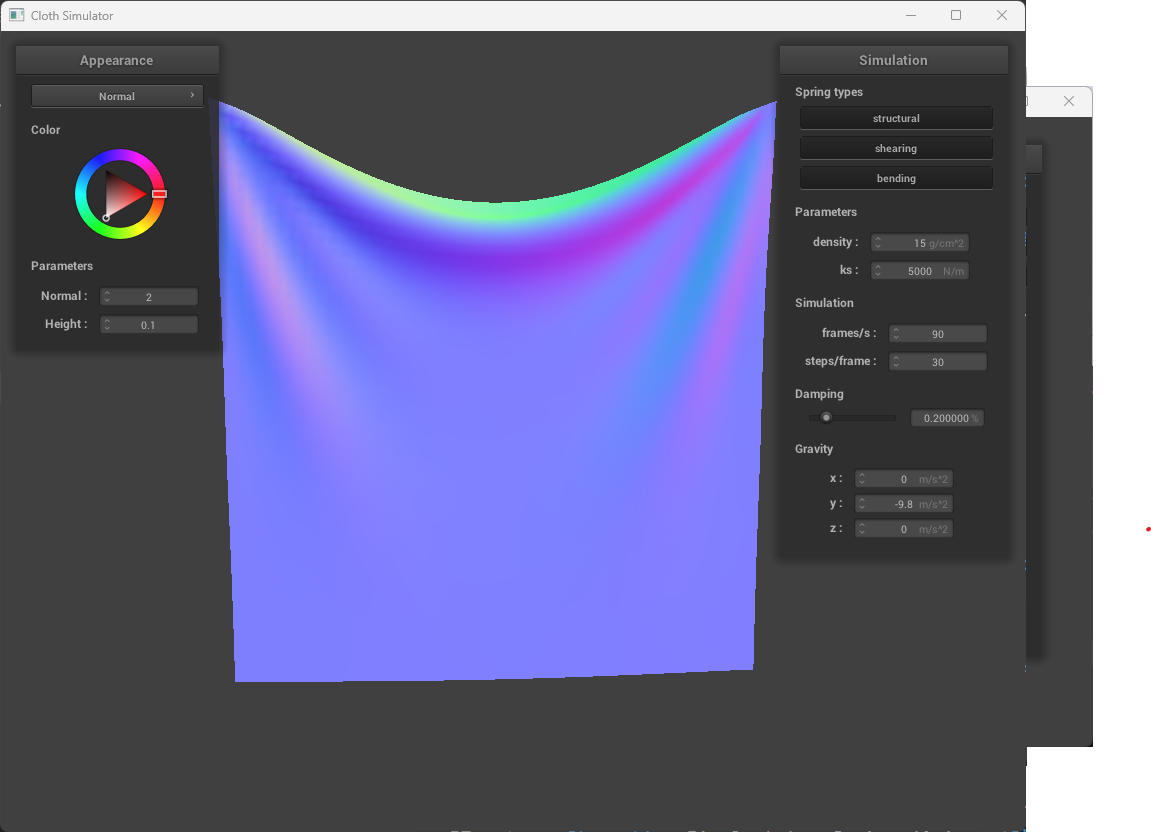 Cloth Simulator
Appearance
Normal
Color
Parameters
Normal : 2
Height : 0.1
Simulation
Spring types
structural
shearing
bending
Parameters
density : 15 g/cm^2
ks : 5000 N/m
Simulation
frames/s : 90
steps/frame : 30
Damping
0.200000 %
Gravity
x : 0 m/s^2
y : -9.8 m/s^2
z : 0 m/s^2